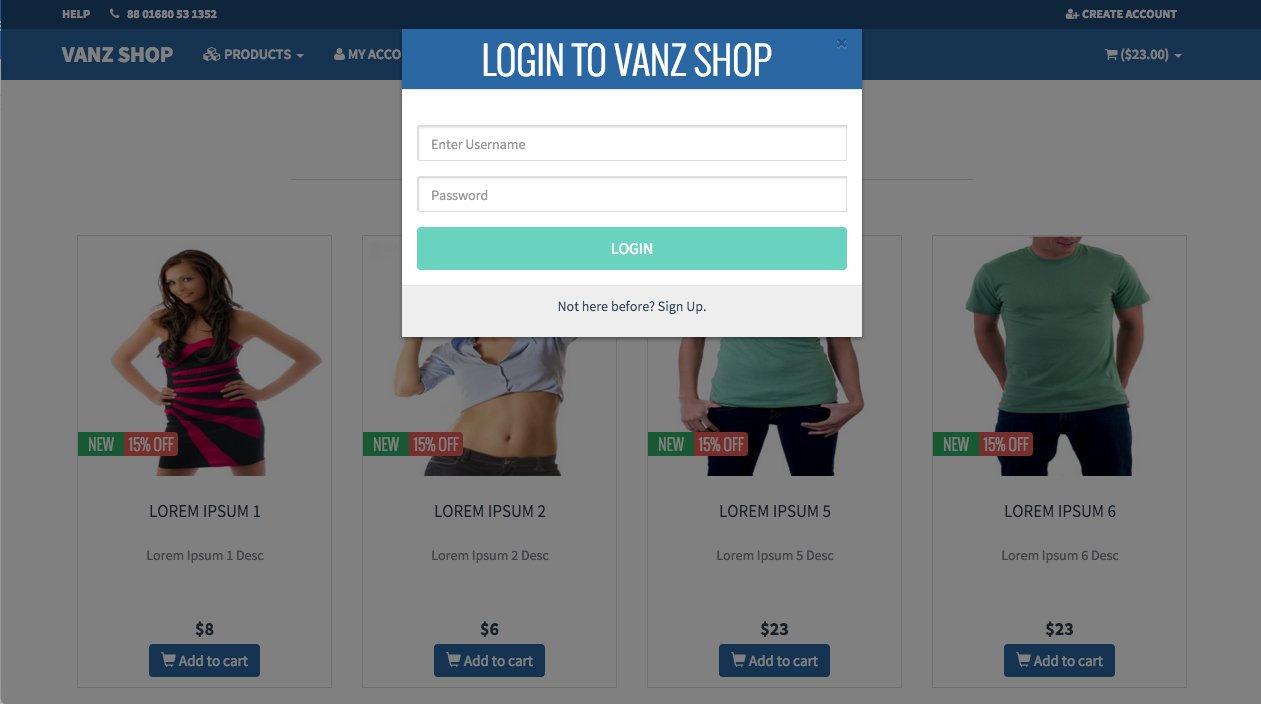 HELP 88 01680 53 1352 CREATE ACCOUNT
VANZ SHOP PRODUCTS MY ACCO ($23.00)
LOGIN TO VANZ SHOP ×
Enter Username
Password
LOGIN
Not here before? Sign Up.
NEW 15% OFF NEW 15% OFF NEW 15% OFF NEW 15% OFF
LOREM IPSUM 1 LOREM IPSUM 2 LOREM IPSUM 5 LOREM IPSUM 6
Lorem Ipsum 1 Desc Lorem Ipsum 2 Desc Lorem Ipsum 5 Desc Lorem Ipsum 6 Desc
$8 $6 $23 $23
Add to cart Add to cart Add to cart Add to cart